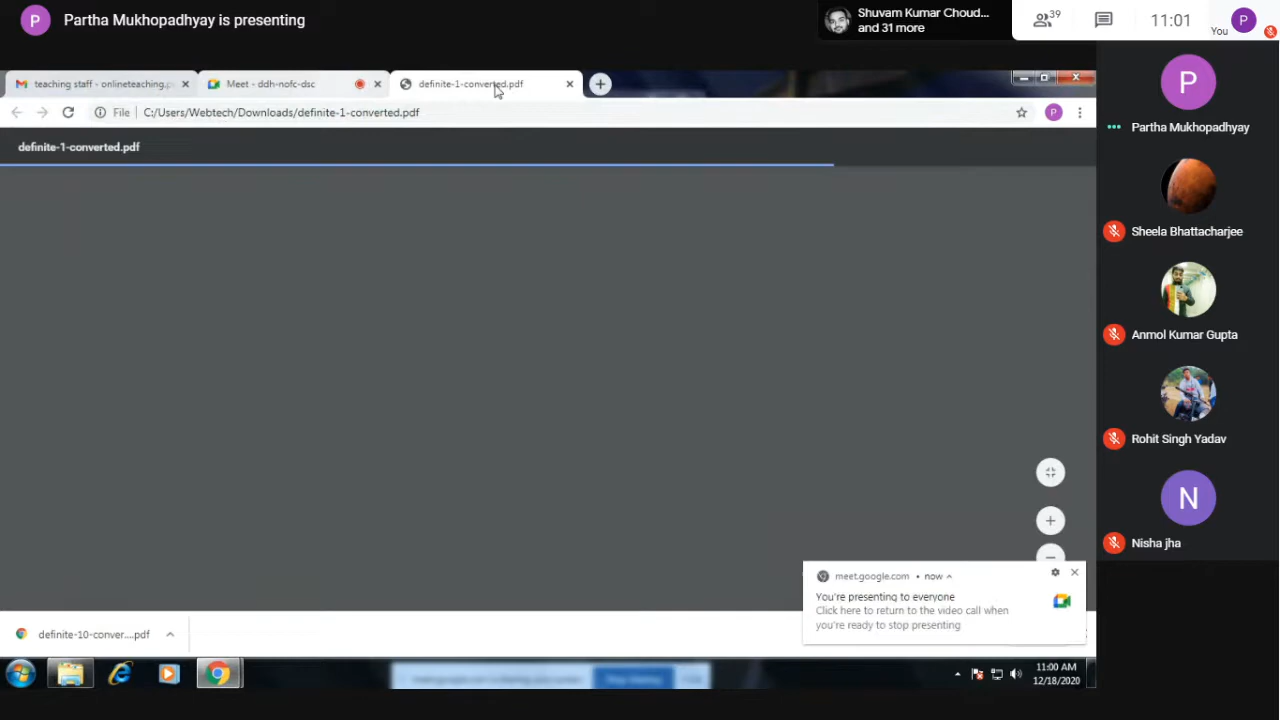 P
Partha Mukhopadhyay is presenting
Shuvam Kumar Choud...
and 31 more
39
11:01
You
P
teaching staff - onlineteaching.p
Meet - ddh-nofc-dsc
definite-1-converted.pdf
File
C:/Users/Webtech/Downloads/definite-1-converted.pdf
P
definite-1-converted.pdf
P
Partha Mukhopadhyay
Sheela Bhattacharjee
Anmol Kumar Gupta
Rohit Singh Yadav
N
Nisha jha
meet.google.com • now
You're presenting to everyone
Click here to return to the video call when
you're ready to stop presenting
definite-10-conver....pdf
11:00 AM
12/18/2020